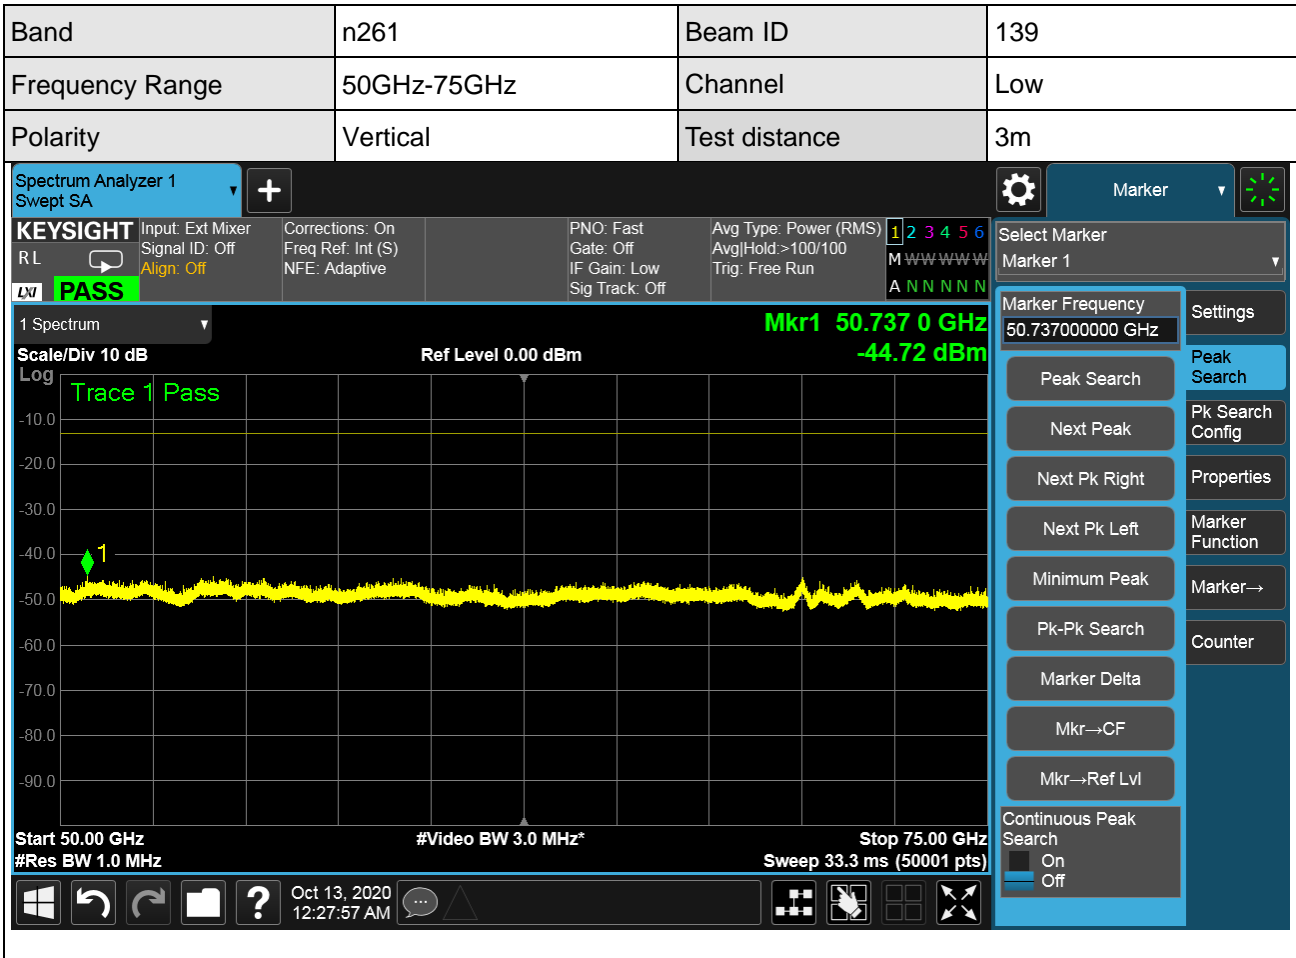 Band n261 Beam ID 139
Frequency Range 50GHz-75GHz Channel Low
Polarity Vertical Test distance 3m
Spectrum Analyzer 1
Swept SA
Marker
KEYSIGHT
RL
LXI PASS
Input: Ext Mixer
Signal ID: Off
Align: Off
Corrections: On
Freq Ref: Int (S)
NFE: Adaptive
PNO: Fast
Gate: Off
IF Gain: Low
Sig Track: Off
Avg Type: Power (RMS)
Avg|Hold:>100/100
Trig: Free Run
1 2 3 4 5 6
M W W W W W
A N N N N N
Select Marker
Marker 1
1 Spectrum
Scale/Div 10 dB
Ref Level 0.00 dBm
Mkr1 50.737 0 GHz
-44.72 dBm
Log
Trace 1 Pass
-10.0
-20.0
-30.0
-40.0
-50.0
-60.0
-70.0
-80.0
-90.0
1
Start 50.00 GHz
#Res BW 1.0 MHz
#Video BW 3.0 MHz*
Stop 75.00 GHz
Sweep 33.3 ms (50001 pts)
Marker Frequency
50.737000000 GHz
Peak Search
Next Peak
Next Pk Right
Next Pk Left
Minimum Peak
Pk-Pk Search
Marker Delta
Mkr→CF
Mkr→Ref Lvl
Continuous Peak
Search
On
Off
Settings
Peak
Search
Pk Search
Config
Properties
Marker
Function
Marker→
Counter
?
Oct 13, 2020
12:27:57 AM